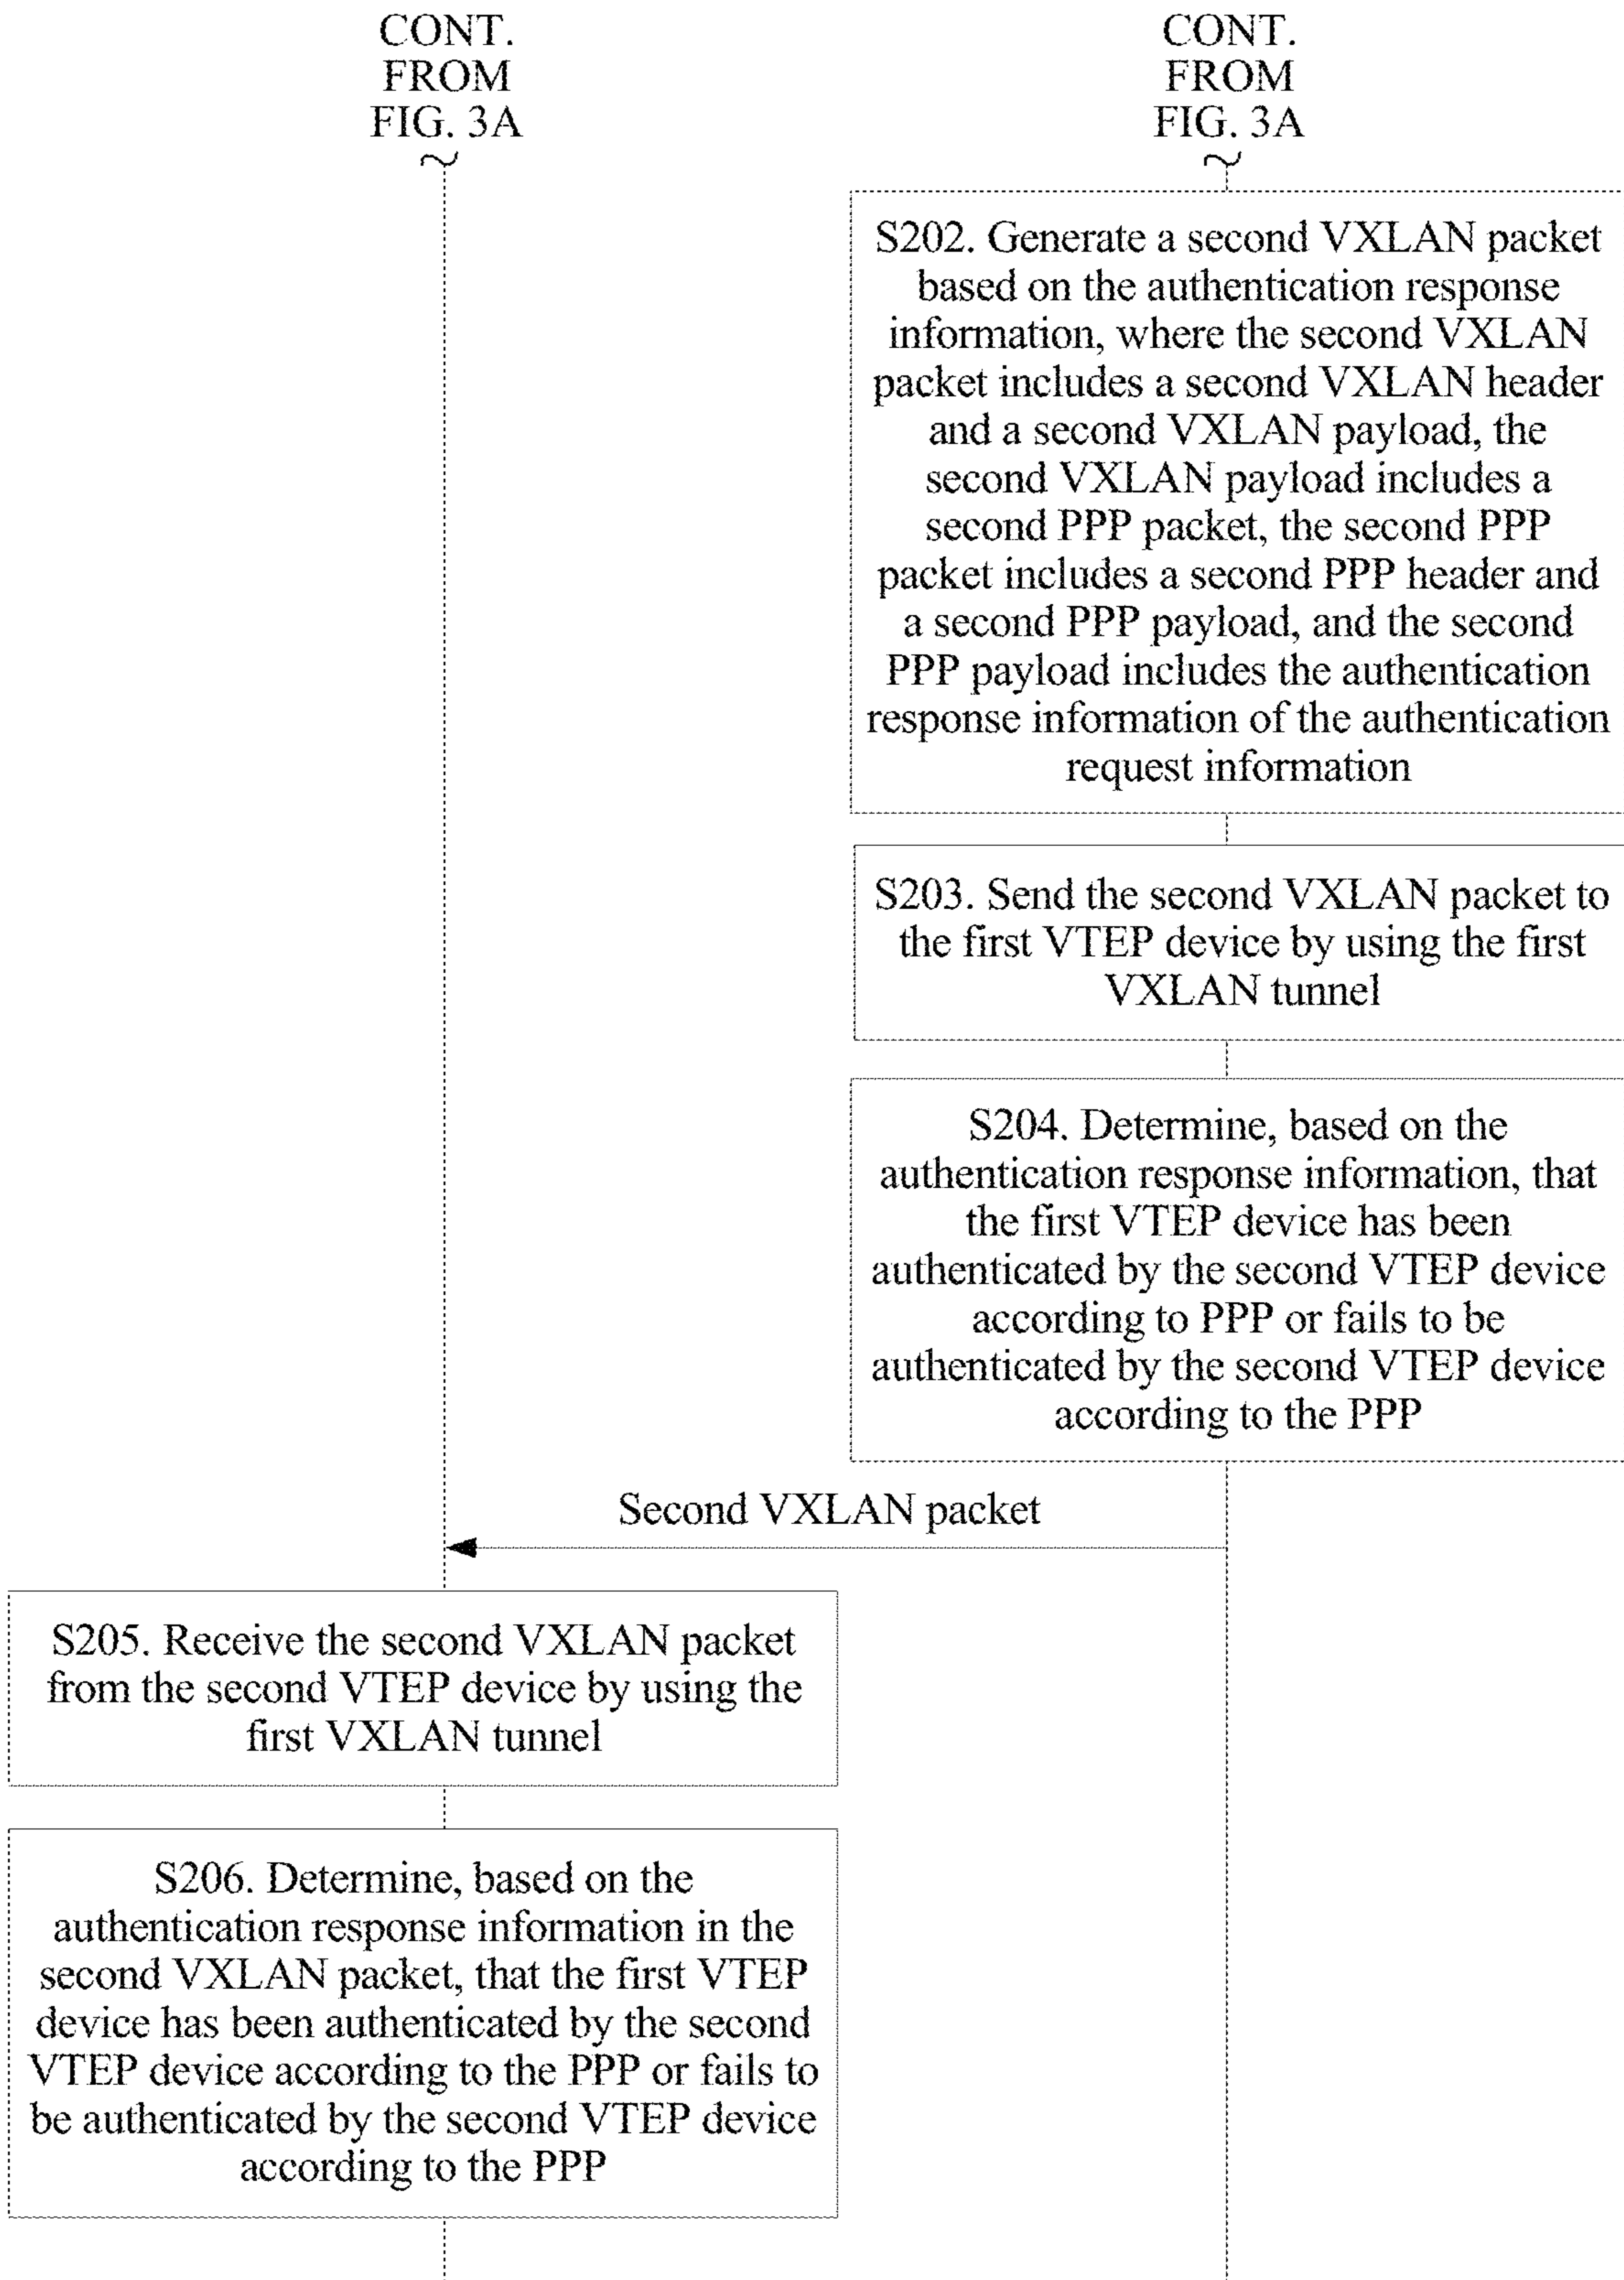 CONT.
FROM
FIG. 3A
CONT.
FROM
FIG. 3A
S202. Generate a second VXLAN packet
based on the authentication response
information, where the second VXLAN
packet includes a second VXLAN header
and a second VXLAN payload, the
second VXLAN payload includes a
second PPP packet, the second PPP
packet includes a second PPP header and
a second PPP payload, and the second
PPP payload includes the authentication
response information of the authentication
request information
S203. Send the second VXLAN packet to
the first VTEP device by using the first
VXLAN tunnel
S204. Determine, based on the
authentication response information, that
the first VTEP device has been
authenticated by the second VTEP device
according to PPP or fails to be
authenticated by the second VTEP device
according to the PPP
Second VXLAN packet
S205. Receive the second VXLAN packet
from the second VTEP device by using the
first VXLAN tunnel
S206. Determine, based on the
authentication response information in the
second VXLAN packet, that the first VTEP
device has been authenticated by the second
VTEP device according to the PPP or fails to
be authenticated by the second VTEP device
according to the PPP